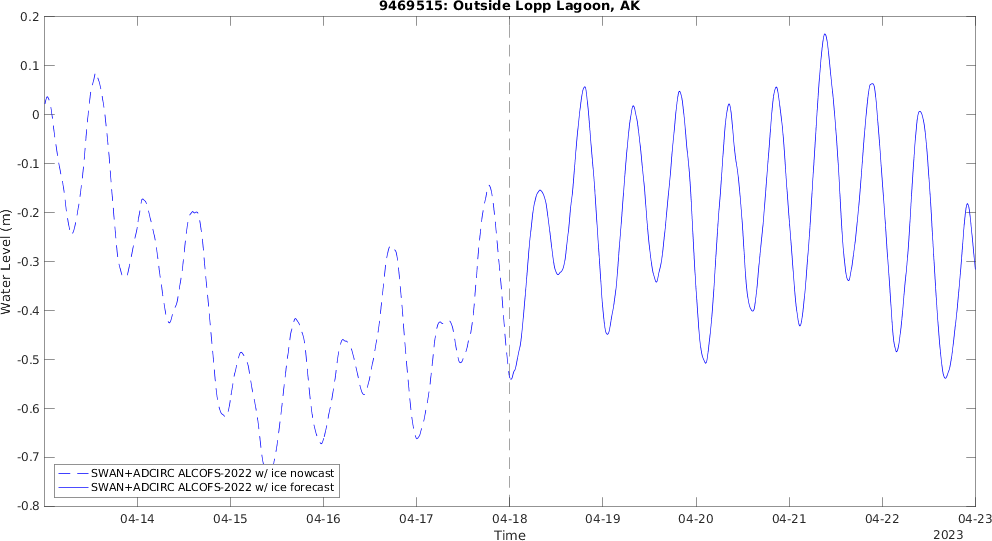 9469515: Outside Lopp Lagoon, AK
0.2
0.1
0
-0.1
-0.2
-0.3
-0.4
-0.5
-0.6
-0.7
-0.8
Water Level (m)
SWAN+ADCIRC ALCOFS-2022 w/ ice nowcast
SWAN+ADCIRC ALCOFS-2022 w/ ice forecast
04-14 04-15 04-16 04-17 04-18 04-19 04-20 04-21 04-22 04-23
Time
2023